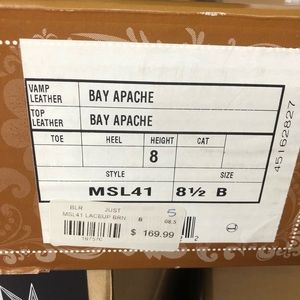 VAMP LEATHER BAY APACHE
TOP LEATHER BAY APACHE
TOE HEEL HEIGHT CAT
8
STYLE SIZE
MSL41 8½ B
BLR JUST 5
MSL41 LACEUP BRN B 08.5
$ 169.99
2
45162827